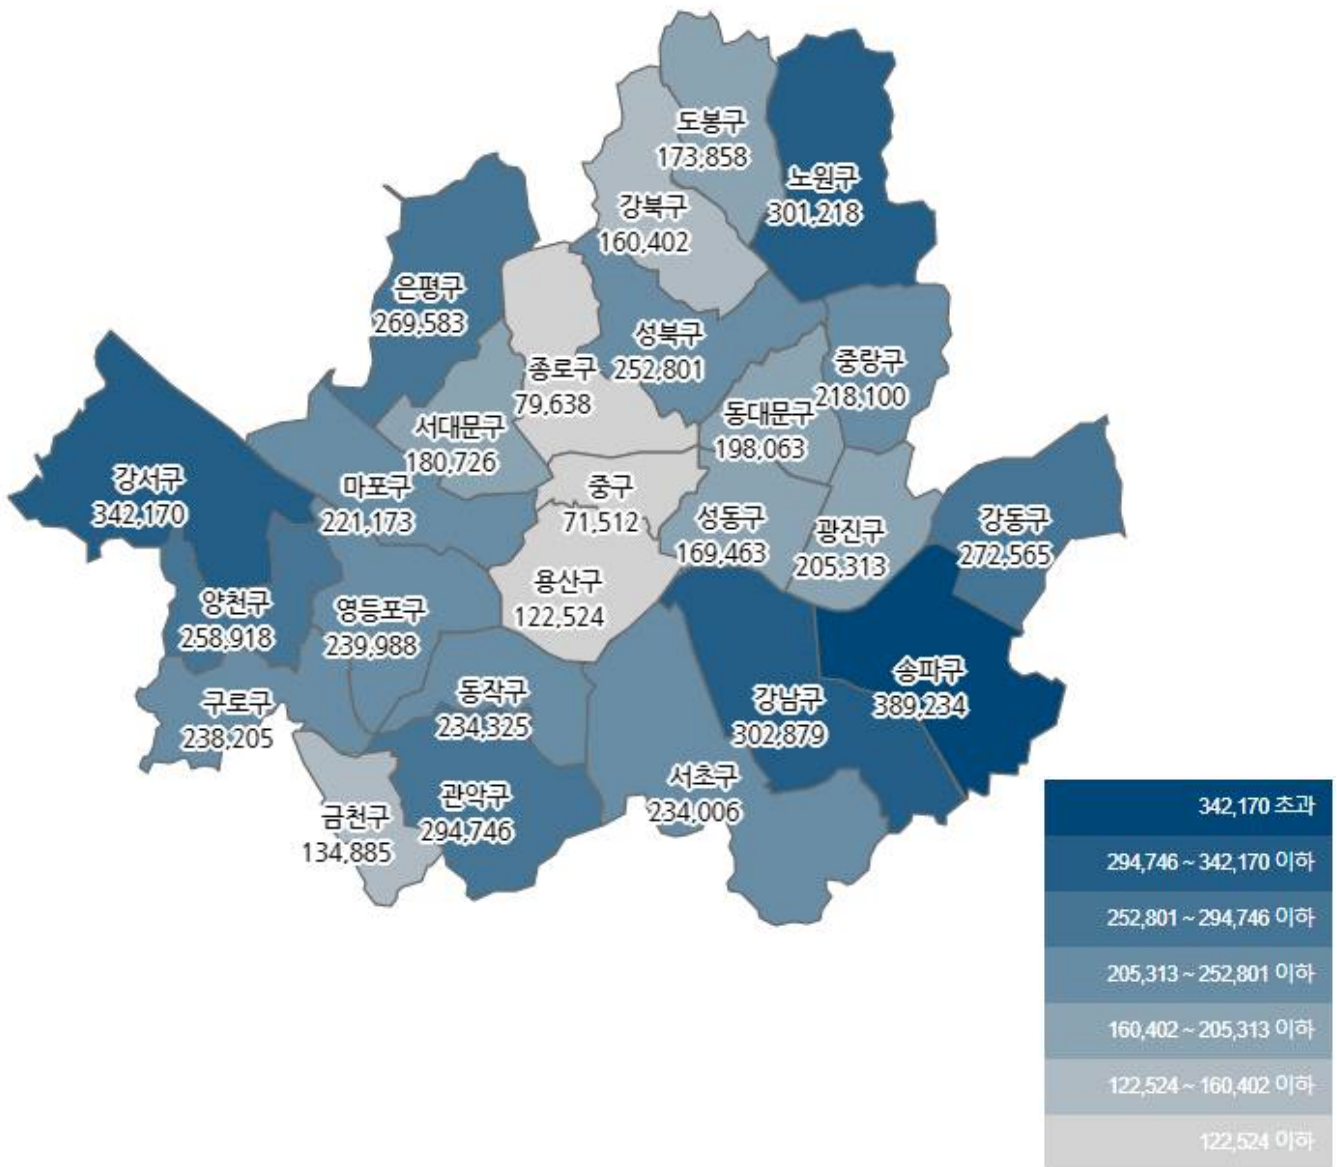 도봉구
173,858
노원구
301,218
강북구
160,402
은평구
269,583
성북구
252,801
중랑구
218,100
종로구
79,638
동대문구
198,063
서대문구
180,726
강서구
342,170
마포구
221,173
중구
71,512
성동구
169,463
광진구
205,313
강동구
272,565
양천구
258,918
영등포구
239,988
용산구
122,524
구로구
238,205
동작구
234,325
강남구
302,879
송파구
389,234
금천구
134,885
관악구
294,746
서초구
234,006
342,170 초과
294,746 ~ 342,170 이하
252,801 ~ 294,746 이하
205,313 ~ 252,801 이하
160,402 ~ 205,313 이하
122,524 ~ 160,402 이하
122,524 이하